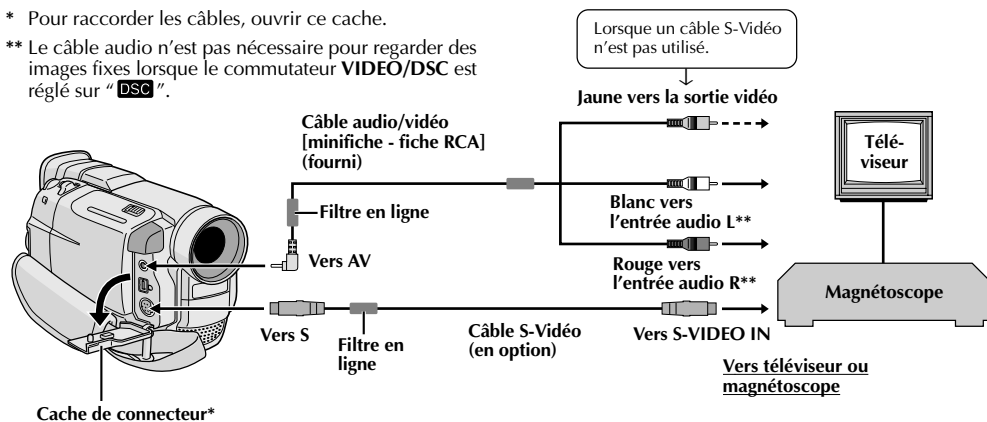 * Pour raccorder les câbles, ouvrir ce cache.
** Le câble audio n'est pas nécessaire pour regarder des
images fixes lorsque le commutateur VIDEO/DSC est
réglé sur " DSC ".
Lorsque un câble S-Vidéo
n'est pas utilisé.
Jaune vers la sortie vidéo
Câble audio/vidéo
[minifiche - fiche RCA]
(fourni)
Télé-
viseur
Filtre en ligne
Blanc vers
l'entrée audio L**
Vers AV
Rouge vers
l'entrée audio R**
Magnétoscope
Vers S
Filtre en
ligne
Câble S-Vidéo
(en option)
Vers S-VIDEO IN
Vers téléviseur ou
magnétoscope
Cache de connecteur*